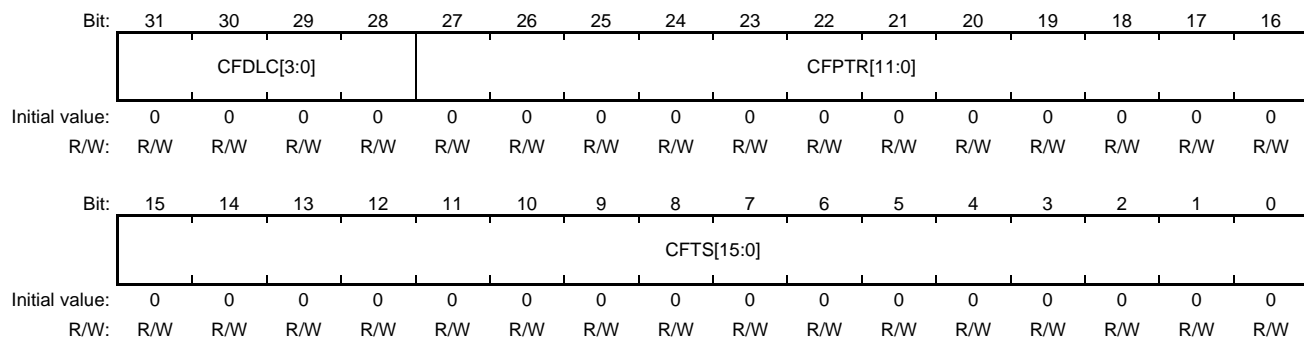 Bit: 31 30 29 28 27 26 25 24 23 22 21 20 19 18 17 16
CFDLC[3:0] CFPTR[11:0]
Initial value: 0 0 0 0 0 0 0 0 0 0 0 0 0 0 0 0
R/W: R/W R/W R/W R/W R/W R/W R/W R/W R/W R/W R/W R/W R/W R/W R/W R/W
Bit: 15 14 13 12 11 10 9 8 7 6 5 4 3 2 1 0
CFTS[15:0]
Initial value: 0 0 0 0 0 0 0 0 0 0 0 0 0 0 0 0
R/W: R/W R/W R/W R/W R/W R/W R/W R/W R/W R/W R/W R/W R/W R/W R/W R/W